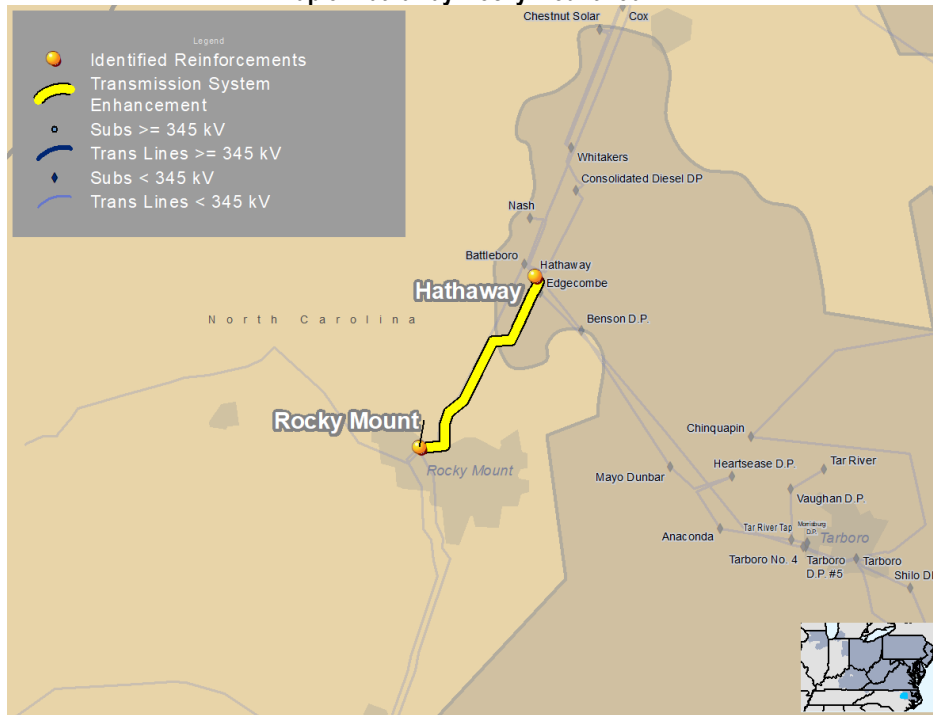 Legend
Identified Reinforcements
Transmission System
Enhancement
Subs >= 345 kV
Trans Lines >= 345 kV
Subs < 345 kV
Trans Lines < 345 kV
Chestnut Solar
Cox
Whitakers
Consolidated Diesel DP
Nash
Battleboro
Hathaway
Hathaway
Edgecombe
Benson D.P.
North Carolina
Rocky Mount
Rocky Mount
Chinquapin
Mayo Dunbar
Heartsease D.P.
Tar River
Vaughan D.P.
Anaconda
Tar River Tap
D.P.
Tarboro
Tarboro No. 4
Tarboro
D.P. #5
Tarboro
Shilo